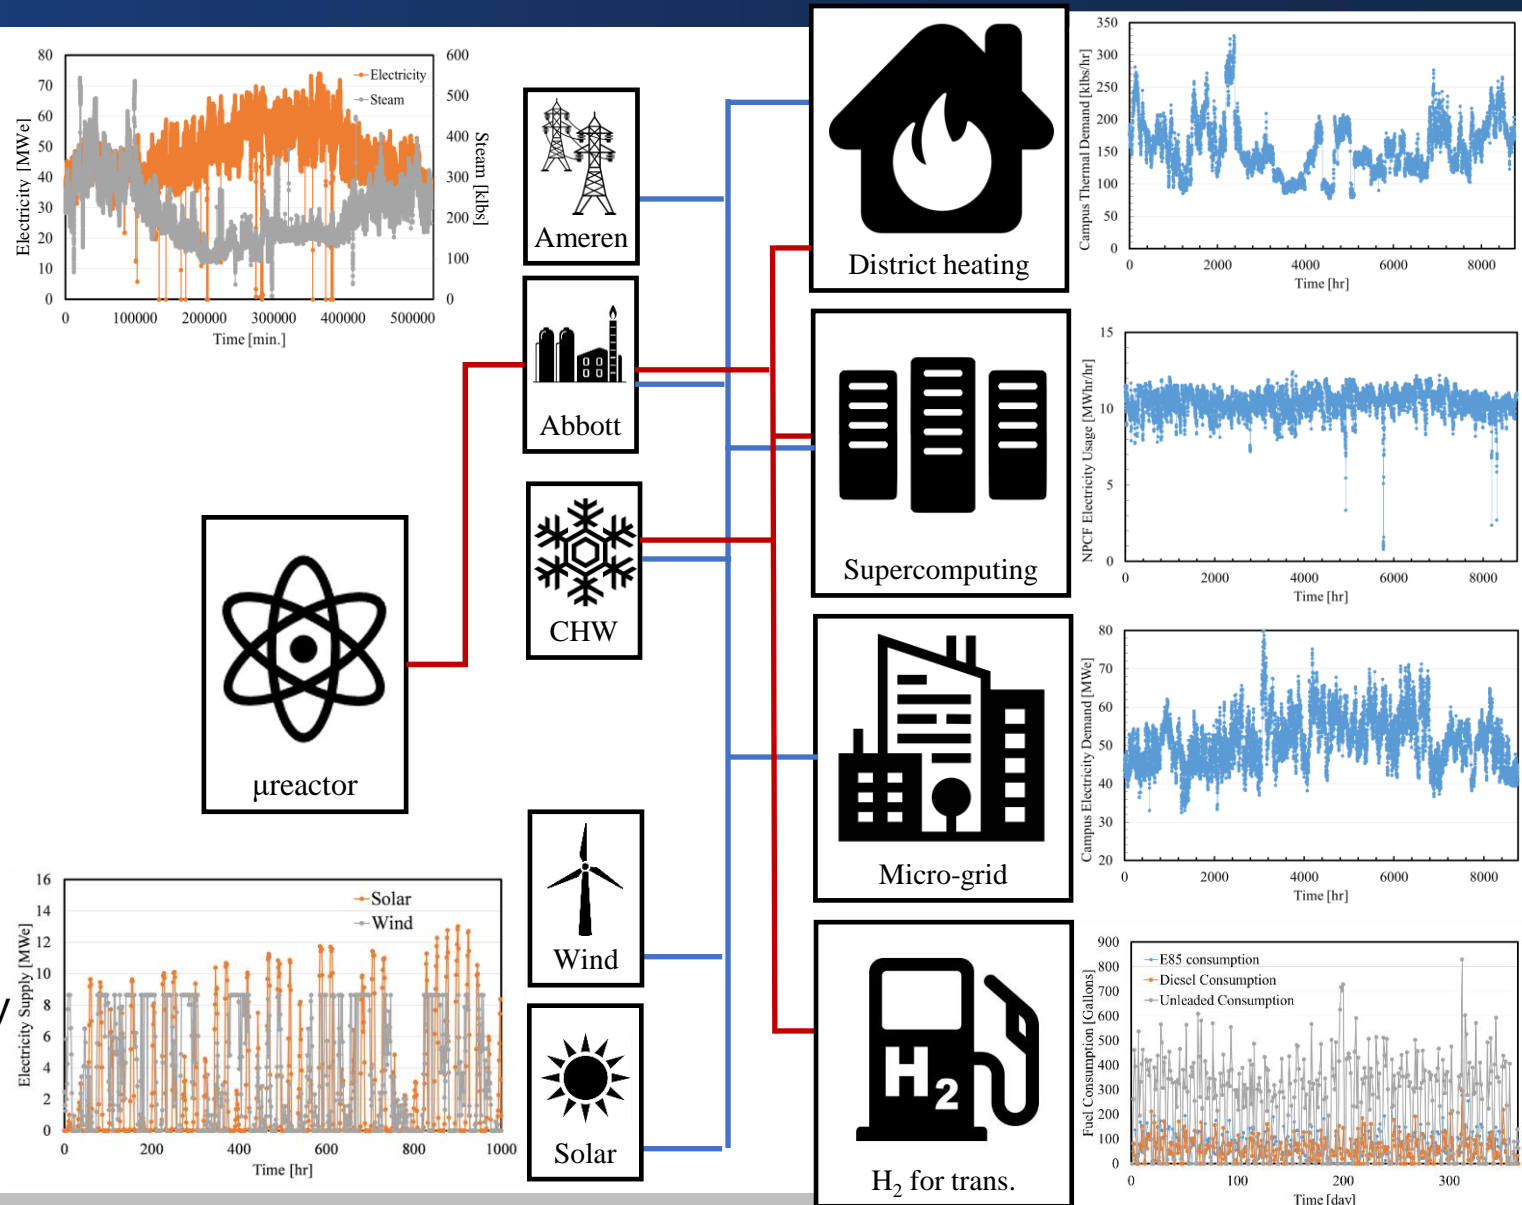 80
70
60
50
40
30
20
10
0
Electricity [MWe]
600
500
400
300
200
100
0
Steam [klbs]
Electricity
Steam
0 100000 200000 300000 400000 500000
Time [min.]
Ameren
Abbott
CHW
μreactor
Wind
Solar
16
14
12
10
8
6
4
2
0
Electricity Supply [MWe]
Solar
Wind
0 200 400 600 800 1000
Time [hr]
y
District heating
Supercomputing
Micro-grid
H2
H₂ for trans.
350
300
250
200
150
100
50
0
Campus Thermal Demand [klbs/hr]
0 2000 4000 6000 8000
Time [hr]
15
10
5
0
NPCF Electricity Usage [MWhr/hr]
0 2000 4000 6000 8000
Time [hr]
80
70
60
50
40
30
20
Campus Electricity Demand [MWe]
0 2000 4000 6000 8000
Time [hr]
900
800
700
600
500
400
300
200
100
0
Fuel Consumption [Gallons]
E85 consumption
Diesel Consumption
Unleaded Consumption
0 100 200 300
Time [day]